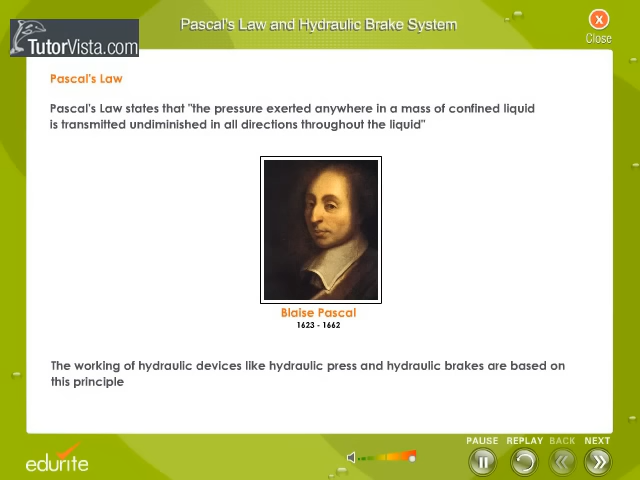 Pascal's Law and Hydraulic Brake System
X
Close
TutorVista.com
Pascal's Law
Pascal's Law states that "the pressure exerted anywhere in a mass of confined liquid
is transmitted undiminished in all directions throughout the liquid"
Blaise Pascal
1623 - 1662
The working of hydraulic devices like hydraulic press and hydraulic brakes are based on
this principle
PAUSE REPLAY BACK NEXT
edurite